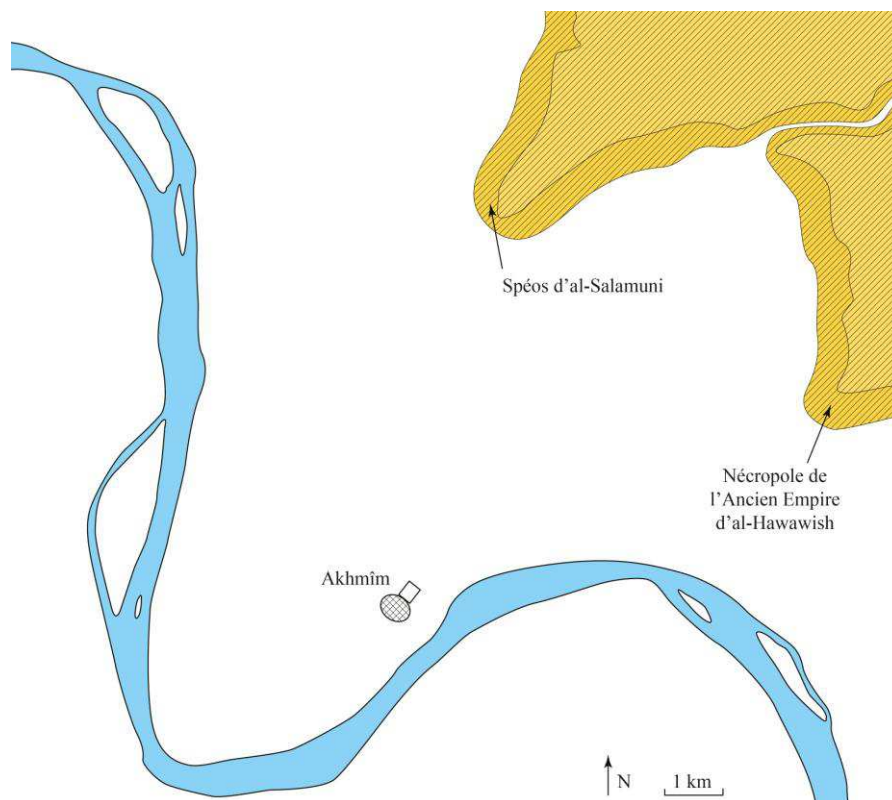 Spéos d'al-Salamuni
Nécropole de
l'Ancien Empire
d'al-Hawawish
Akhmîm
N
1 km